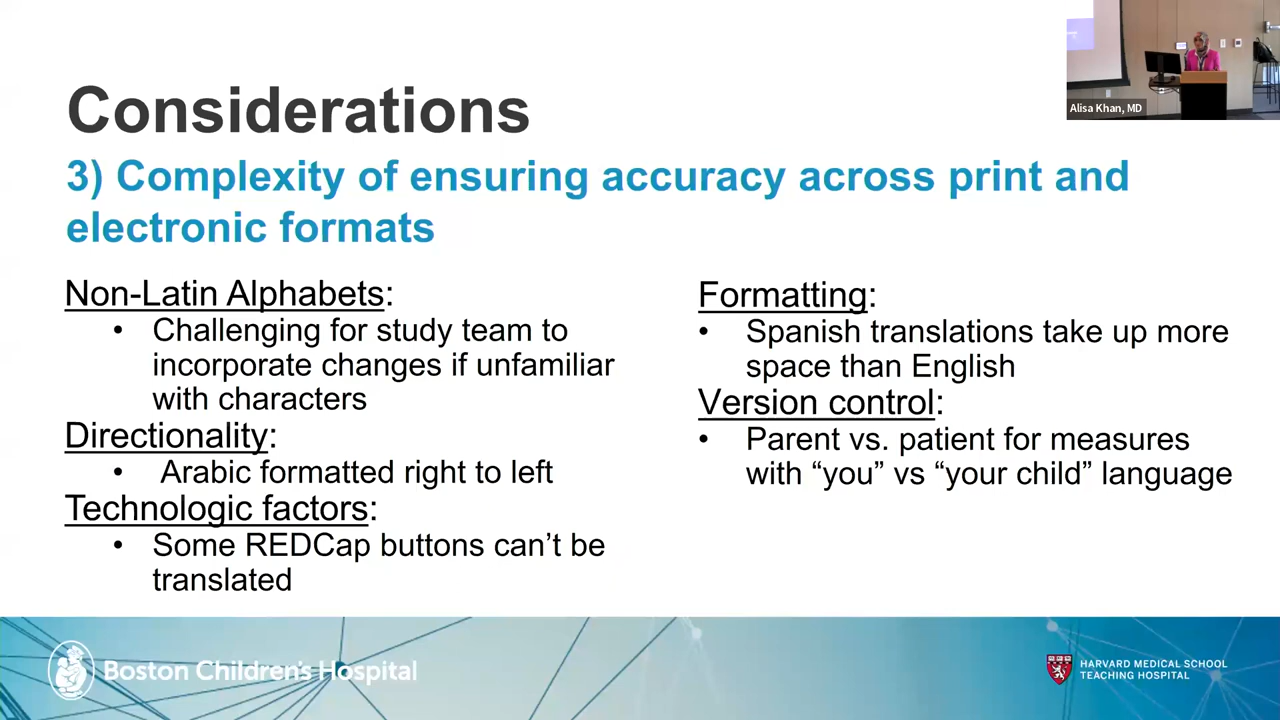 Alisa Khan, MD
Considerations
3) Complexity of ensuring accuracy across print and
electronic formats
Non-Latin Alphabets:
• Challenging for study team to
incorporate changes if unfamiliar
with characters
Directionality:
• Arabic formatted right to left
Technologic factors:
• Some REDCap buttons can’t be
translated
Formatting:
• Spanish translations take up more
space than English
Version control:
• Parent vs. patient for measures
with “you” vs “your child” language
Boston Children's Hospital
HARVARD MEDICAL SCHOOL
TEACHING HOSPITAL